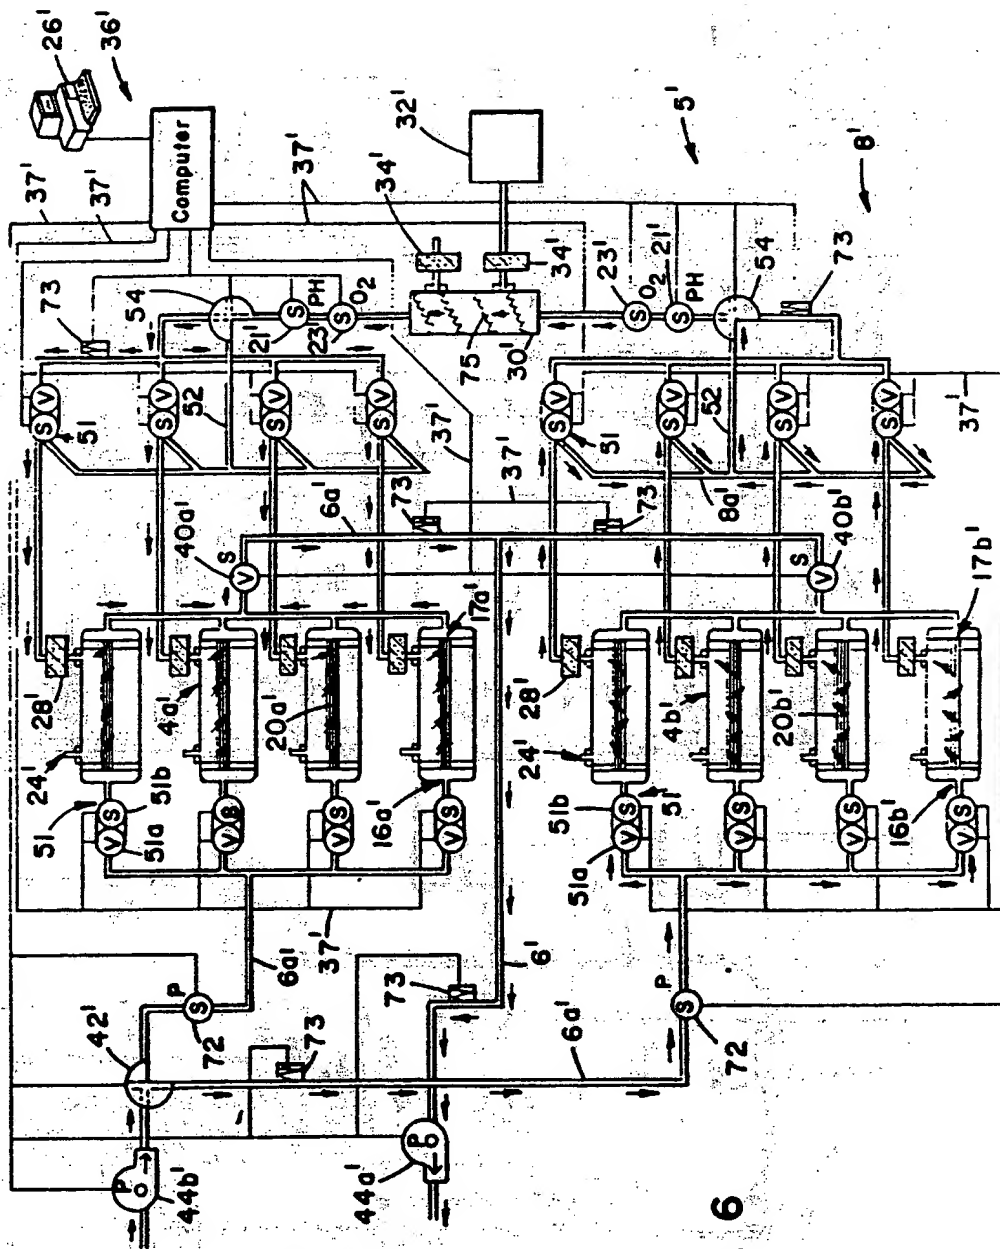 26'
36'
Computer
37'
37'
37'
32'
34'
34'
5'
8'
73
54
21'
PH
23'
O2
75
30'
23'
O2
21'
PH
54
73
S V
S V
S V
S V
51
52
S V
S V
S V
S V
51
52
8a'
37'
37'
37'
73
6a'
73
40a'
S
V
S
V
40b'
17a'
17b'
28'
4a'
20a'
24'
16a'
28'
4b'
20b'
24'
16b'
51
51b
51a
V S
V S
V S
V S
51
51b
51a
V S
V S
V S
V S
37'
6a'
6'
73
P
S
72
42'
73
6a'
P
S
72
P
44b'
P
44a'
6